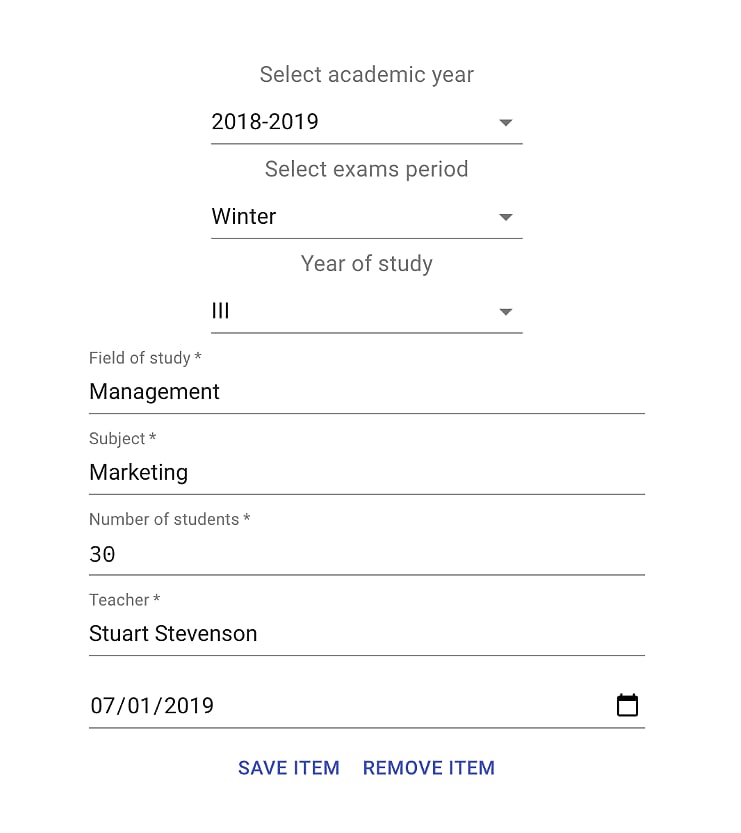 Select academic year
2018-2019
Select exams period
Winter
Year of study
III
Field of study *
Management
Subject *
Marketing
Number of students *
30
Teacher *
Stuart Stevenson
07/01/2019
SAVE ITEM REMOVE ITEM